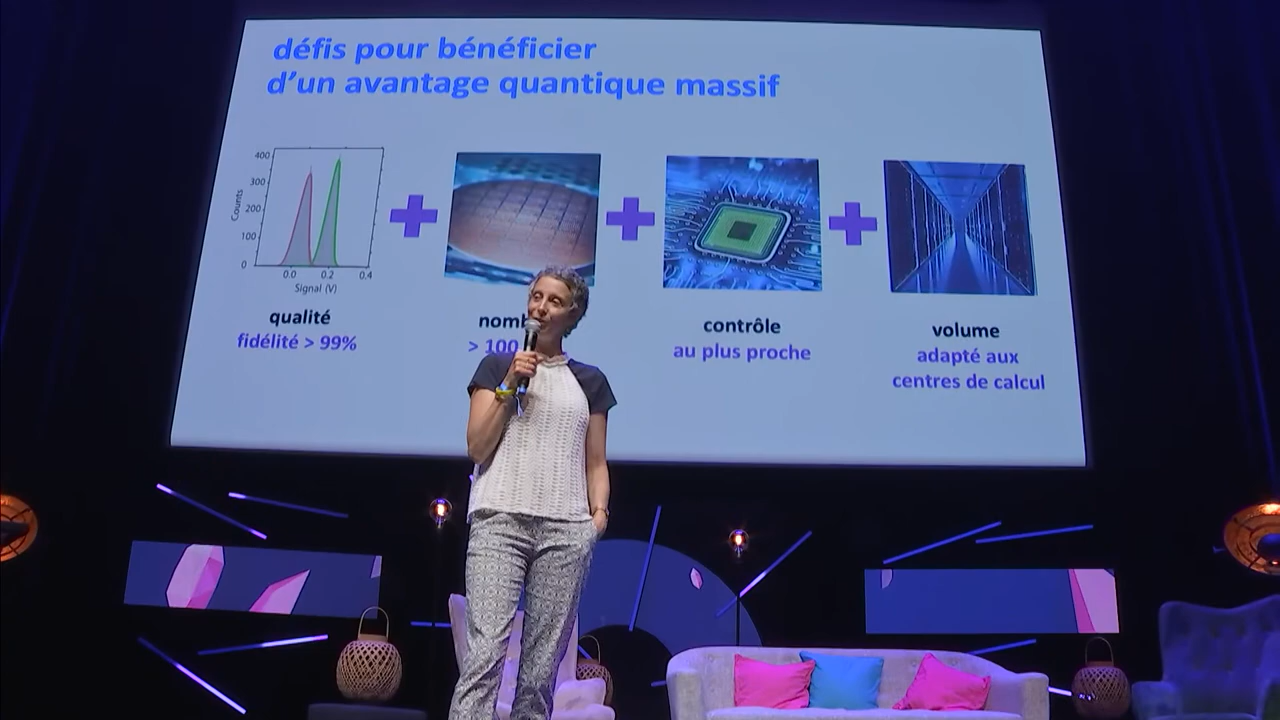 défis pour bénéficier
d'un avantage quantique massif
400
300
200
100
0
Counts
0.0 0.2 0.4
Signal (V)
qualité
fidélité > 99%
> 100
contrôle
au plus proche
volume
adapté aux
centres de calcul